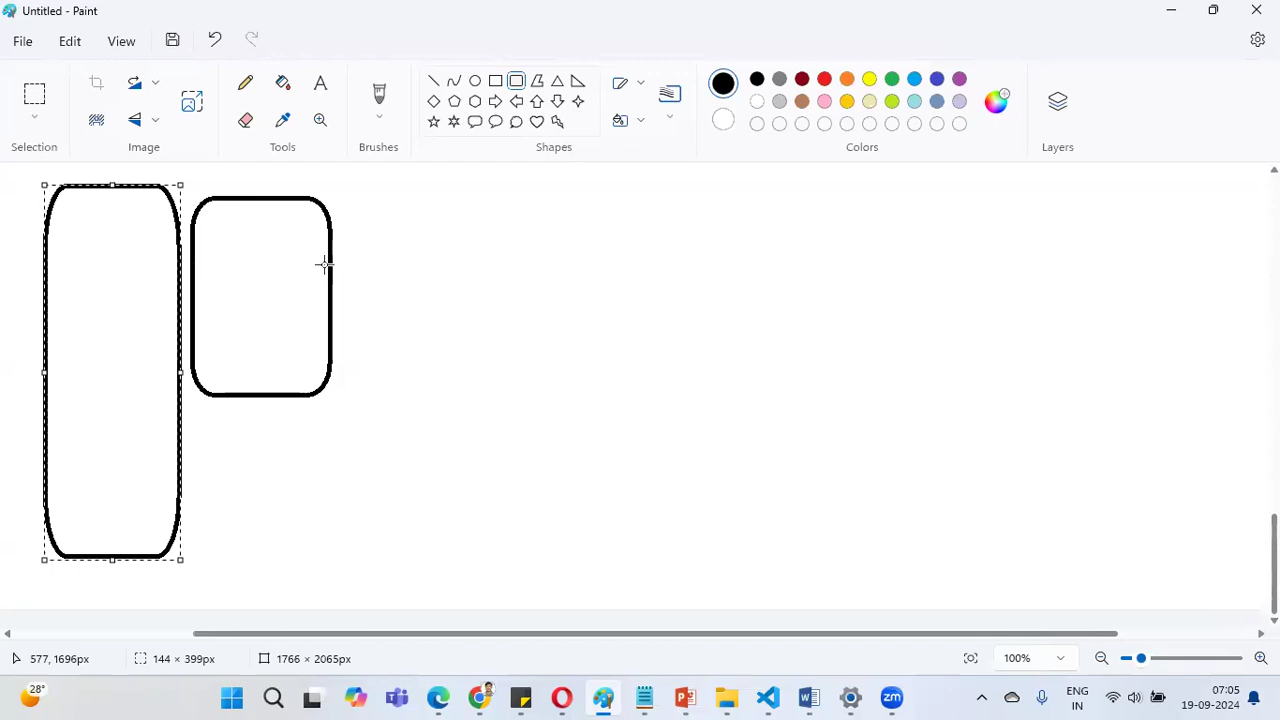 Untitled - Paint
File Edit View
Selection Image Tools Brushes Shapes Colors Layers
577, 1696px 144 × 399px 1766 × 2065px 100%
28° ENG 07:05
IN 19-09-2024